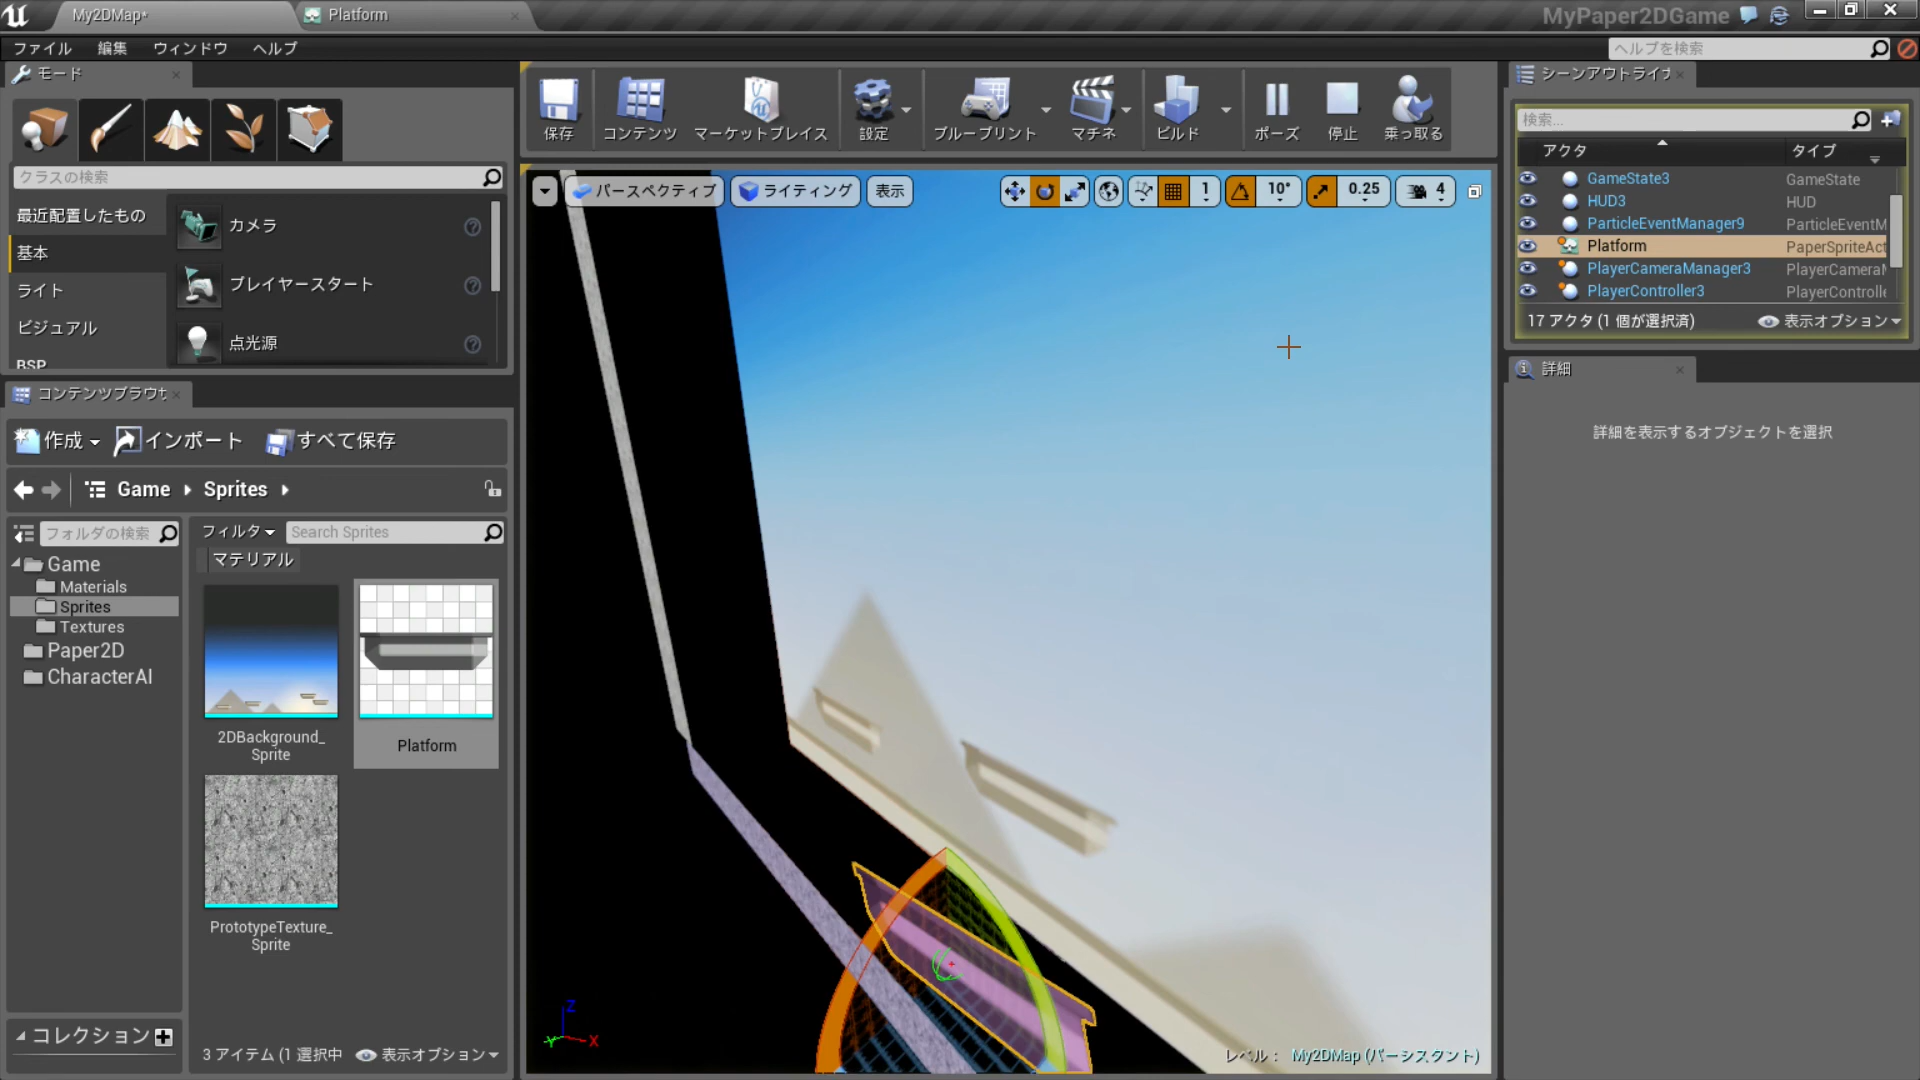 My2DMap*
Platform
MyPaper2DGame
ファイル
編集
ウィンドウ
ヘルプ
ヘルプを検索
モード
クラスの検索
最近配置したもの
基本
ライト
ビジュアル
BSP
カメラ
プレイヤースタート
点光源
コンテンツブラウザ
作成
インポート
すべて保存
Game
Sprites
フォルダの検索
Game
Materials
Sprites
Textures
Paper2D
CharacterAI
コレクション
フィルタ
Search Sprites
マテリアル
2DBackground_
Sprite
Platform
PrototypeTexture_
Sprite
3 アイテム (1 選択中
表示オプション
保存
コンテンツ
マーケットプレイス
設定
ブループリント
マチネ
ビルド
ポーズ
停止
乗っ取る
パースペクティブ
ライティング
表示
1
10°
0.25
4
Z
X
Y
レベル： My2DMap (パーシスタント)
シーンアウトライナ
検索...
アクタ
タイプ
GameState3
GameState
HUD3
HUD
ParticleEventManager9
ParticleEventM
Platform
PaperSpriteAct
PlayerCameraManager3
PlayerCameraM
PlayerController3
PlayerControlle
17 アクタ (1 個が選択済)
表示オプション
詳細
詳細を表示するオブジェクトを選択